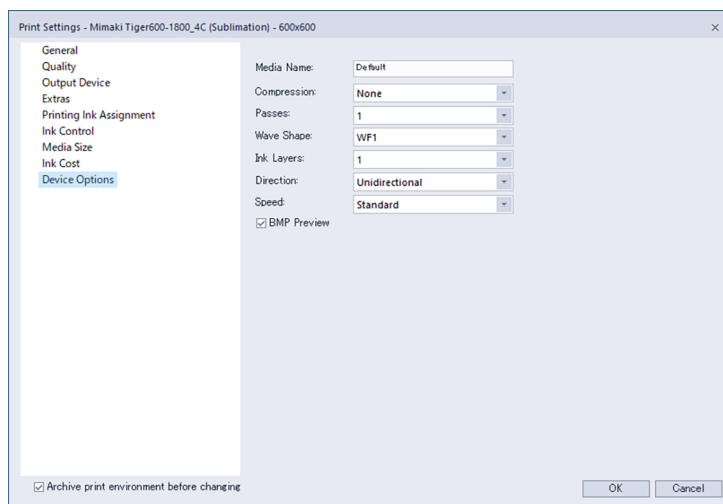 Print Settings - Mimaki Tiger600-1800_4C (Sublimation) - 600x600
General
Quality
Output Device
Extras
Printing Ink Assignment
Ink Control
Media Size
Ink Cost
Device Options
Media Name: Default
Compression: None
Passes: 1
Wave Shape: WF1
Ink Layers: 1
Direction: Unidirectional
Speed: Standard
BMP Preview
Archive print environment before changing
OK Cancel